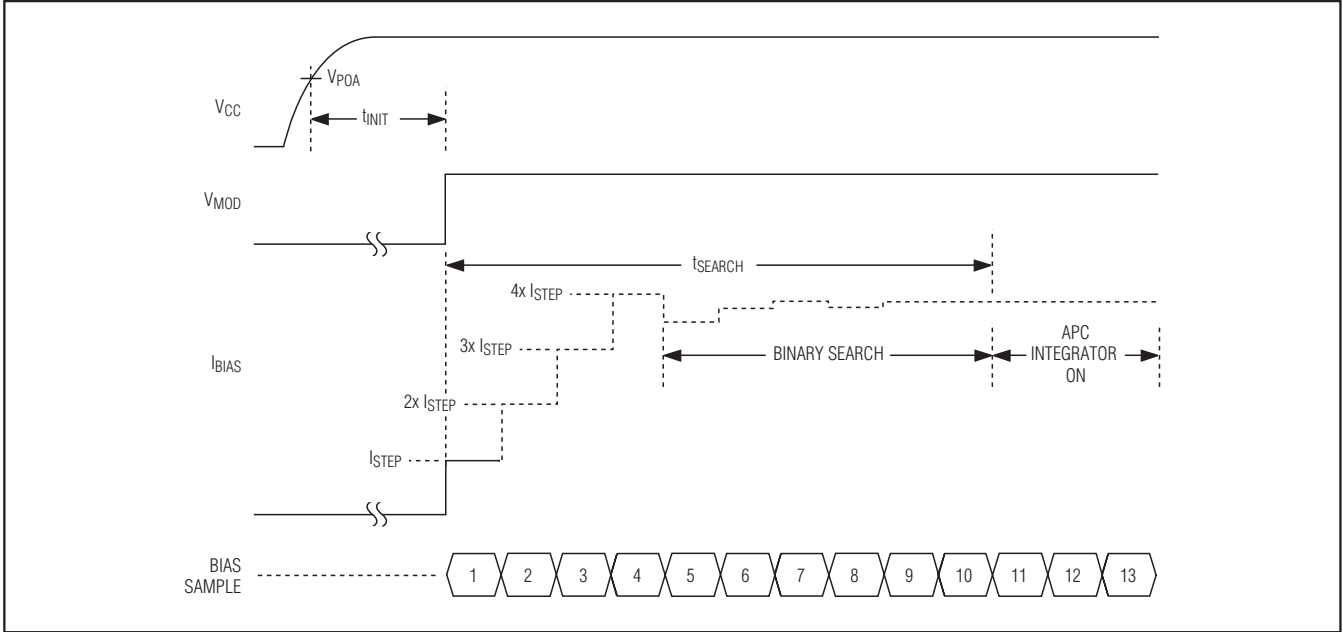 VPOA
VCC
tINIT
VMOD
tSEARCH
4x ISTEP
3x ISTEP
BINARY SEARCH
APC
INTEGRATOR
ON
IBIAS
2x ISTEP
ISTEP
BIAS
SAMPLE
1 2 3 4 5 6 7 8 9 10 11 12 13